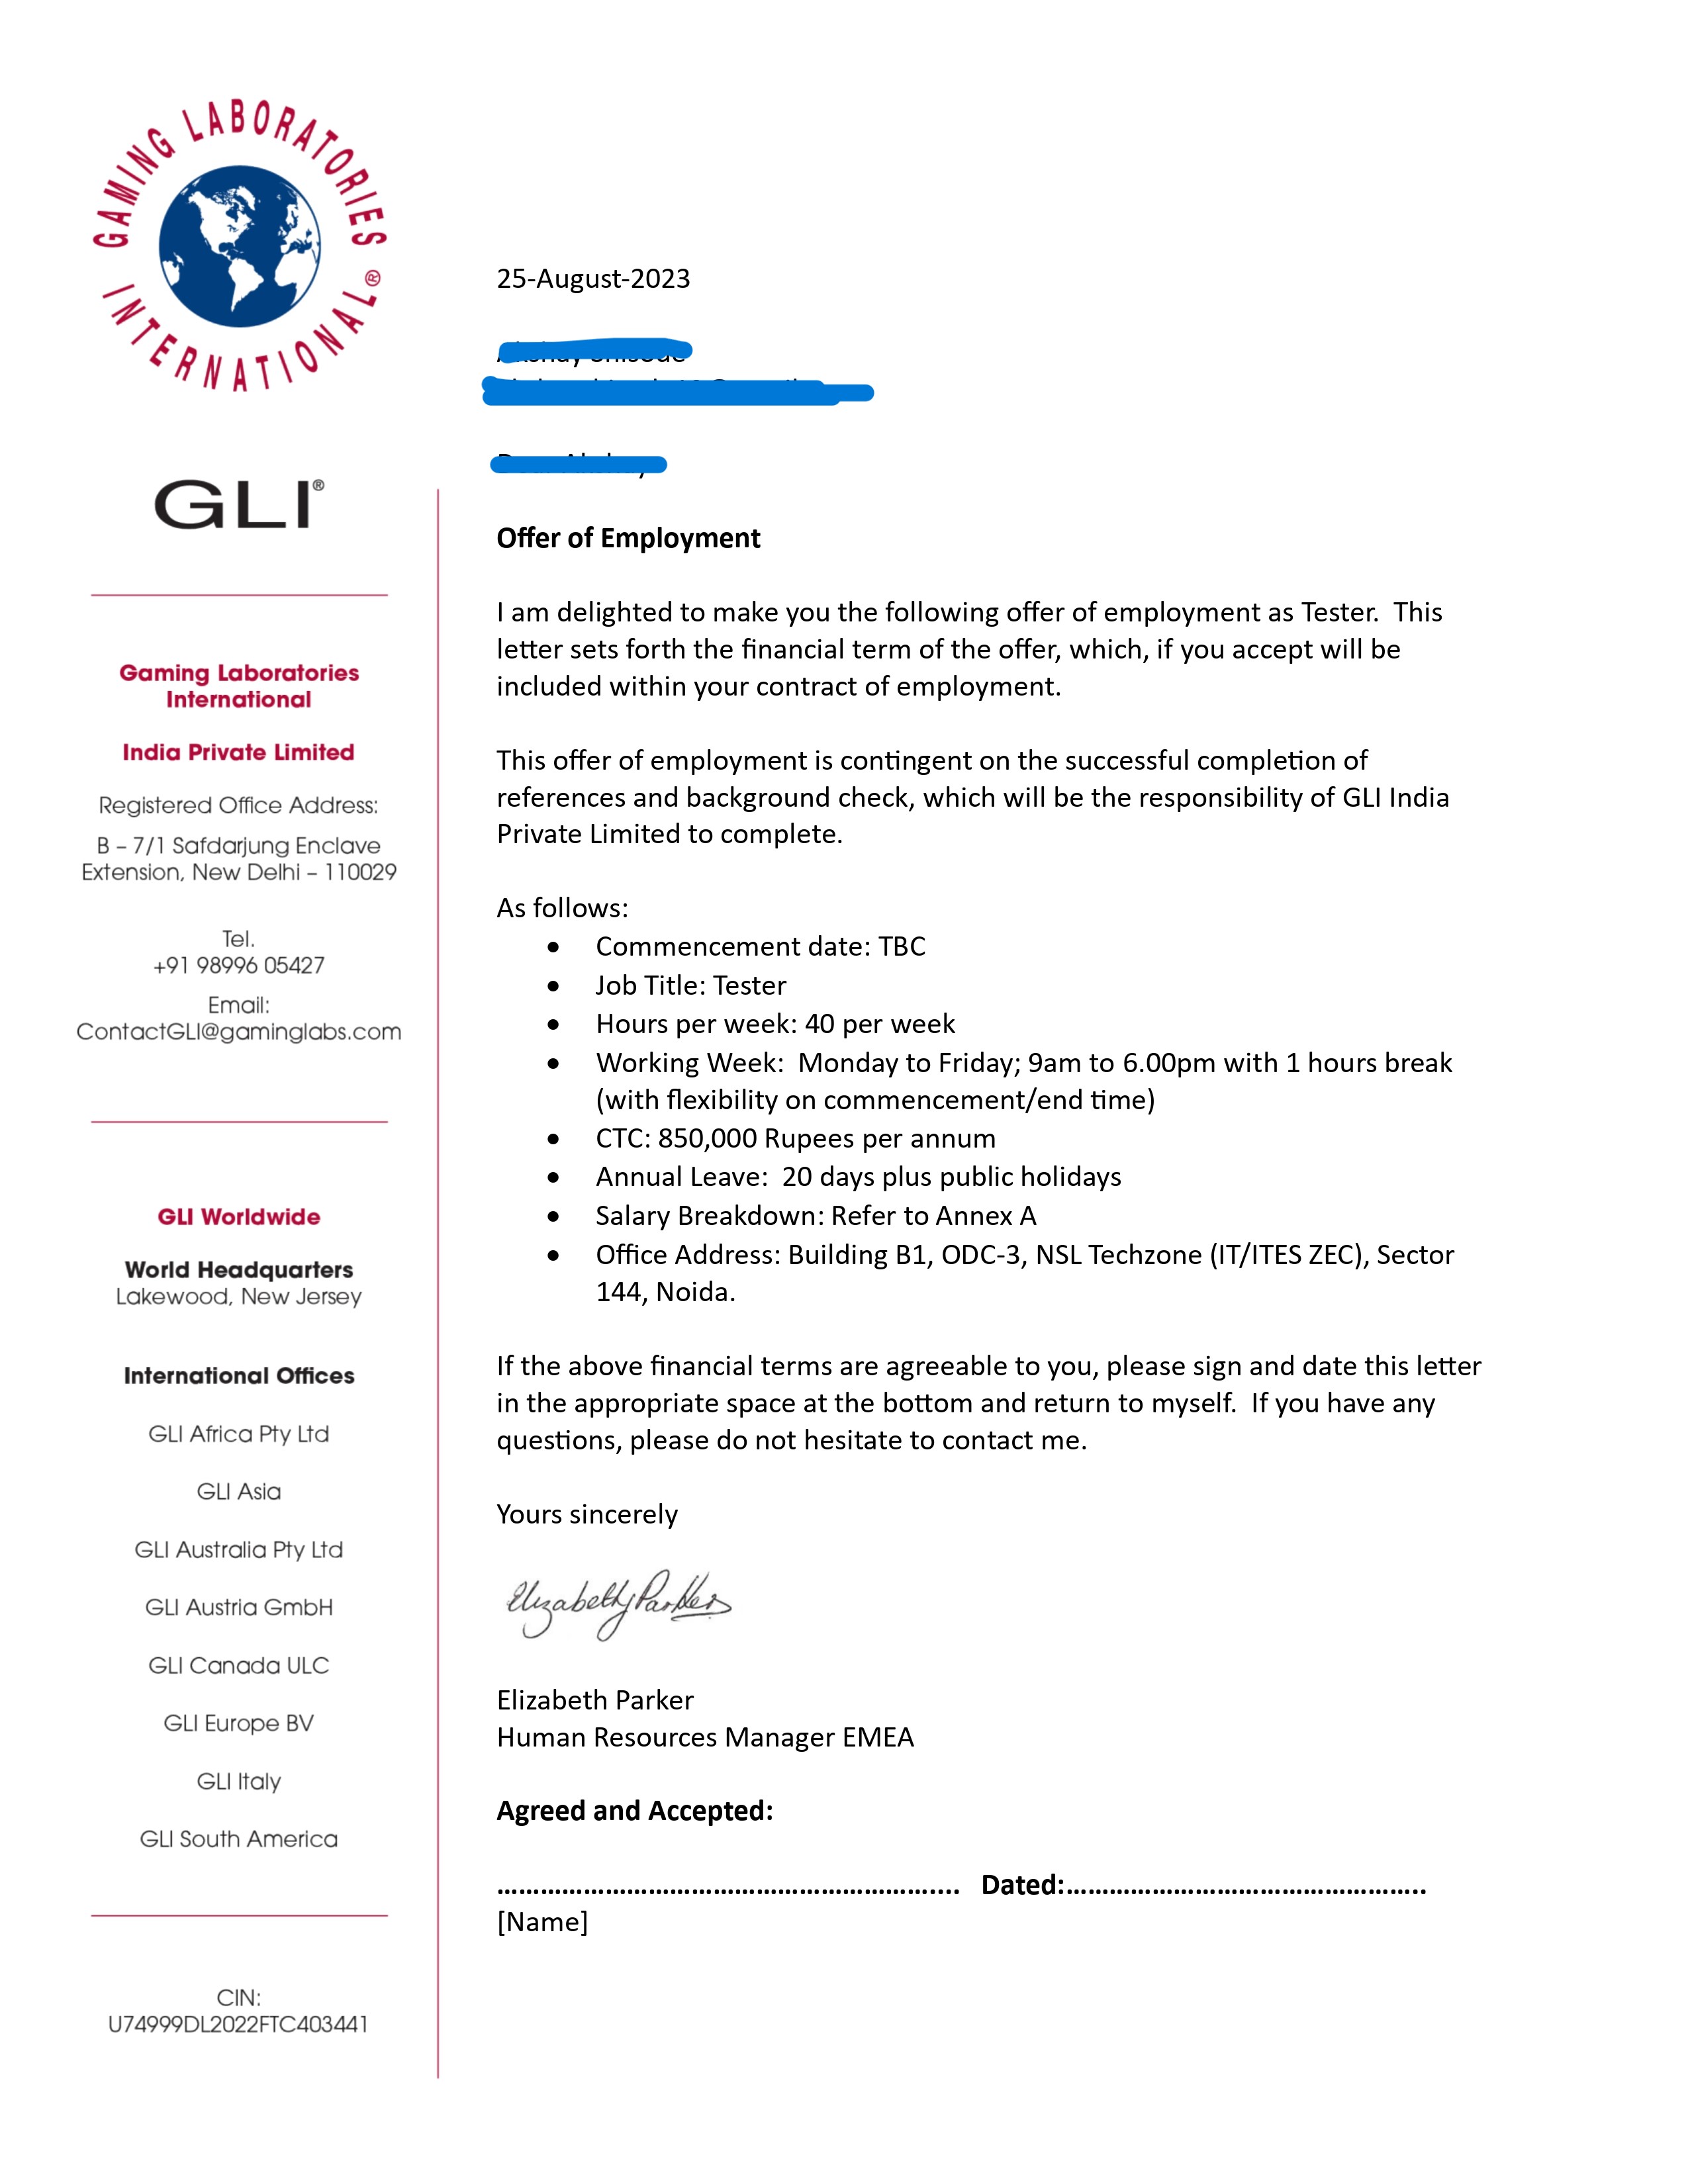 GAMING LABORATORIES
INTERNATIONAL®
GLI®
Gaming Laboratories
International
India Private Limited
Registered Office Address:
B – 7/1 Safdarjung Enclave
Extension, New Delhi – 110029
Tel.
+91 98996 05427
Email:
ContactGLI@gaminglabs.com
GLI Worldwide
World Headquarters
Lakewood, New Jersey
International Offices
GLI Africa Pty Ltd
GLI Asia
GLI Australia Pty Ltd
GLI Austria GmbH
GLI Canada ULC
GLI Europe BV
GLI Italy
GLI South America
CIN:
U74999DL2022FTC403441
25-August-2023
Offer of Employment
I am delighted to make you the following offer of employment as Tester.  This
letter sets forth the financial term of the offer, which, if you accept will be
included within your contract of employment.
This offer of employment is contingent on the successful completion of
references and background check, which will be the responsibility of GLI India
Private Limited to complete.
As follows:
• Commencement date: TBC
• Job Title: Tester
• Hours per week: 40 per week
• Working Week:  Monday to Friday; 9am to 6.00pm with 1 hours break
(with flexibility on commencement/end time)
• CTC: 850,000 Rupees per annum
• Annual Leave:  20 days plus public holidays
• Salary Breakdown: Refer to Annex A
• Office Address: Building B1, ODC-3, NSL Techzone (IT/ITES ZEC), Sector
144, Noida.
If the above financial terms are agreeable to you, please sign and date this letter
in the appropriate space at the bottom and return to myself.  If you have any
questions, please do not hesitate to contact me.
Yours sincerely
Elizabeth Parker
Elizabeth Parker
Human Resources Manager EMEA
Agreed and Accepted:
……………………………………………………….... Dated:…………………………………………..
[Name]